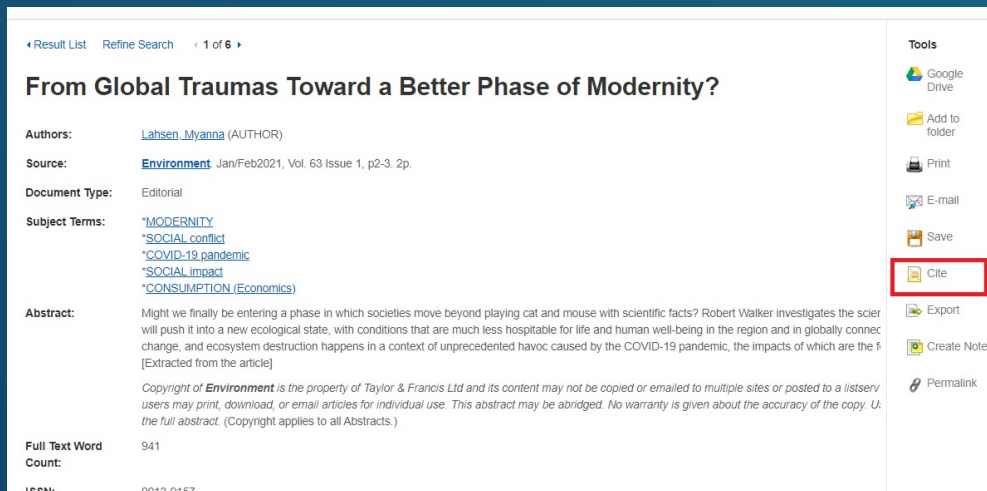 Result List Refine Search 1 of 6
From Global Traumas Toward a Better Phase of Modernity?
Authors: Lahsen, Myanna (AUTHOR)
Source: Environment. Jan/Feb2021, Vol. 63 Issue 1, p2-3. 2p.
Document Type: Editorial
Subject Terms: *MODERNITY
*SOCIAL conflict
*COVID-19 pandemic
*SOCIAL impact
*CONSUMPTION (Economics)
Abstract: Might we finally be entering a phase in which societies move beyond playing cat and mouse with scientific facts? Robert Walker investigates the scier
will push it into a new ecological state, with conditions that are much less hospitable for life and human well-being in the region and in globally connec
change, and ecosystem destruction happens in a context of unprecedented havoc caused by the COVID-19 pandemic, the impacts of which are the f
[Extracted from the article]
Copyright of Environment is the property of Taylor & Francis Ltd and its content may not be copied or emailed to multiple sites or posted to a listserv
users may print, download, or email articles for individual use. This abstract may be abridged. No warranty is given about the accuracy of the copy. U
the full abstract. (Copyright applies to all Abstracts.)
Full Text Word
Count:
941
ISSN: 0013-9157
Tools
Google
Drive
Add to
folder
Print
E-mail
Save
Cite
Export
Create Note
Permalink